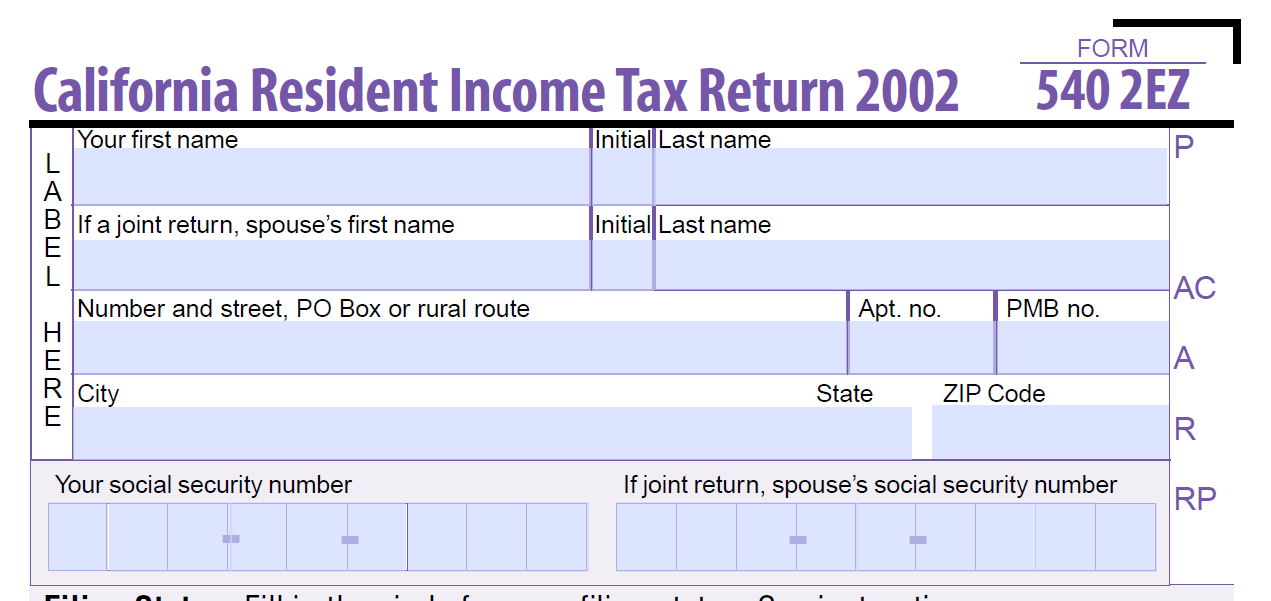 FORM
California Resident Income Tax Return 2002
540 2EZ
LABEL HERE
Your first name Initial Last name
P
If a joint return, spouse’s first name Initial Last name
Number and street, PO Box or rural route Apt. no. PMB no.
AC
A
City State ZIP Code
R
Your social security number If joint return, spouse’s social security number
- - - -
RP